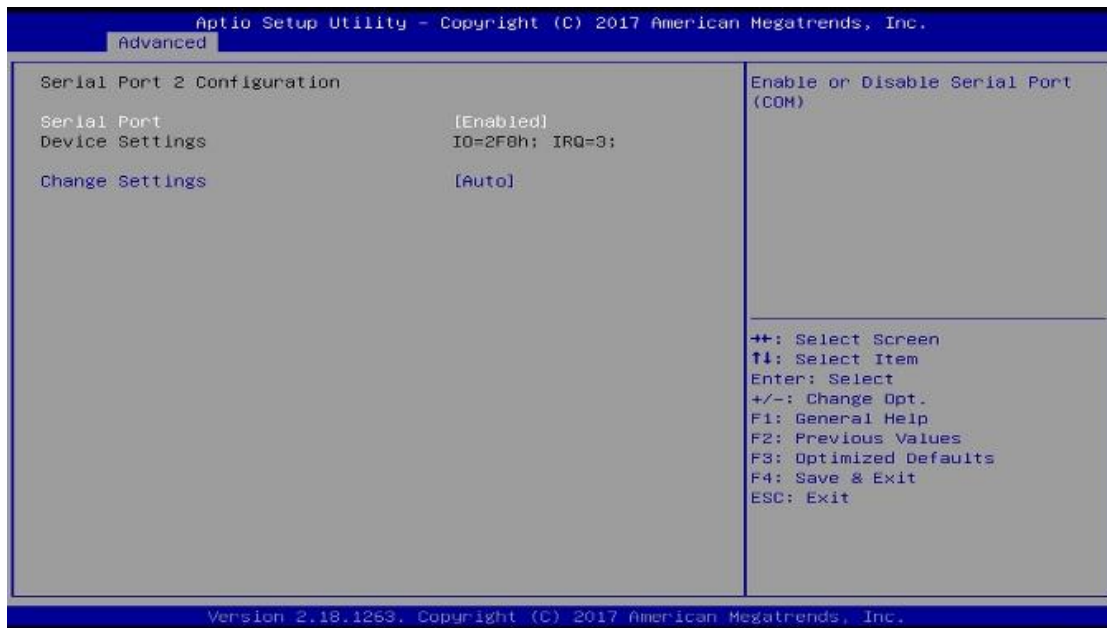 Aptio Setup Utility - Copyright (C) 2017 American Megatrends, Inc.
Advanced
Serial Port 2 Configuration
Serial Port [Enabled]
Device Settings IO=2F8h; IRQ=3;
Change Settings [Auto]
Enable or Disable Serial Port
(COM)
→←: Select Screen
↑↓: Select Item
Enter: Select
+/-: Change Opt.
F1: General Help
F2: Previous Values
F3: Optimized Defaults
F4: Save & Exit
ESC: Exit
Version 2.18.1263. Copyright (C) 2017 American Megatrends, Inc.